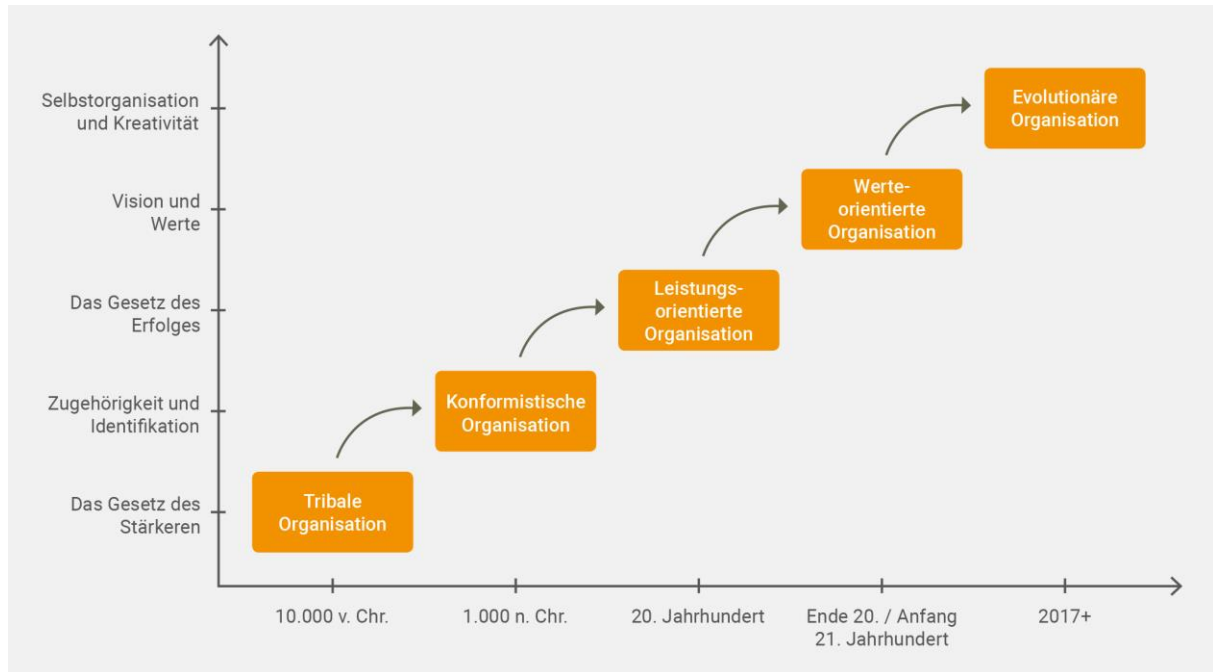 Selbstorganisation
und Kreativität
Evolutionäre
Organisation
Vision und
Werte
Werte-
orientierte
Organisation
Das Gesetz des
Erfolges
Leistungs-
orientierte
Organisation
Zugehörigkeit und
Identifikation
Konformistische
Organisation
Das Gesetz des
Stärkeren
Tribale
Organisation
10.000 v. Chr.
1.000 n. Chr.
20. Jahrhundert
Ende 20. / Anfang
21. Jahrhundert
2017+